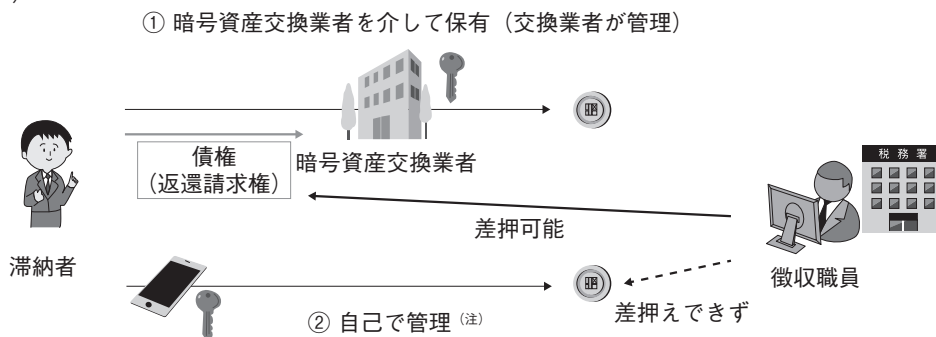 ① 暗号資産交換業者を介して保有（交換業者が管理）
債権
（返還請求権）
暗号資産交換業者
税務署
差押可能
滞納者
徴収職員
差押えできず
② 自己で管理（注）